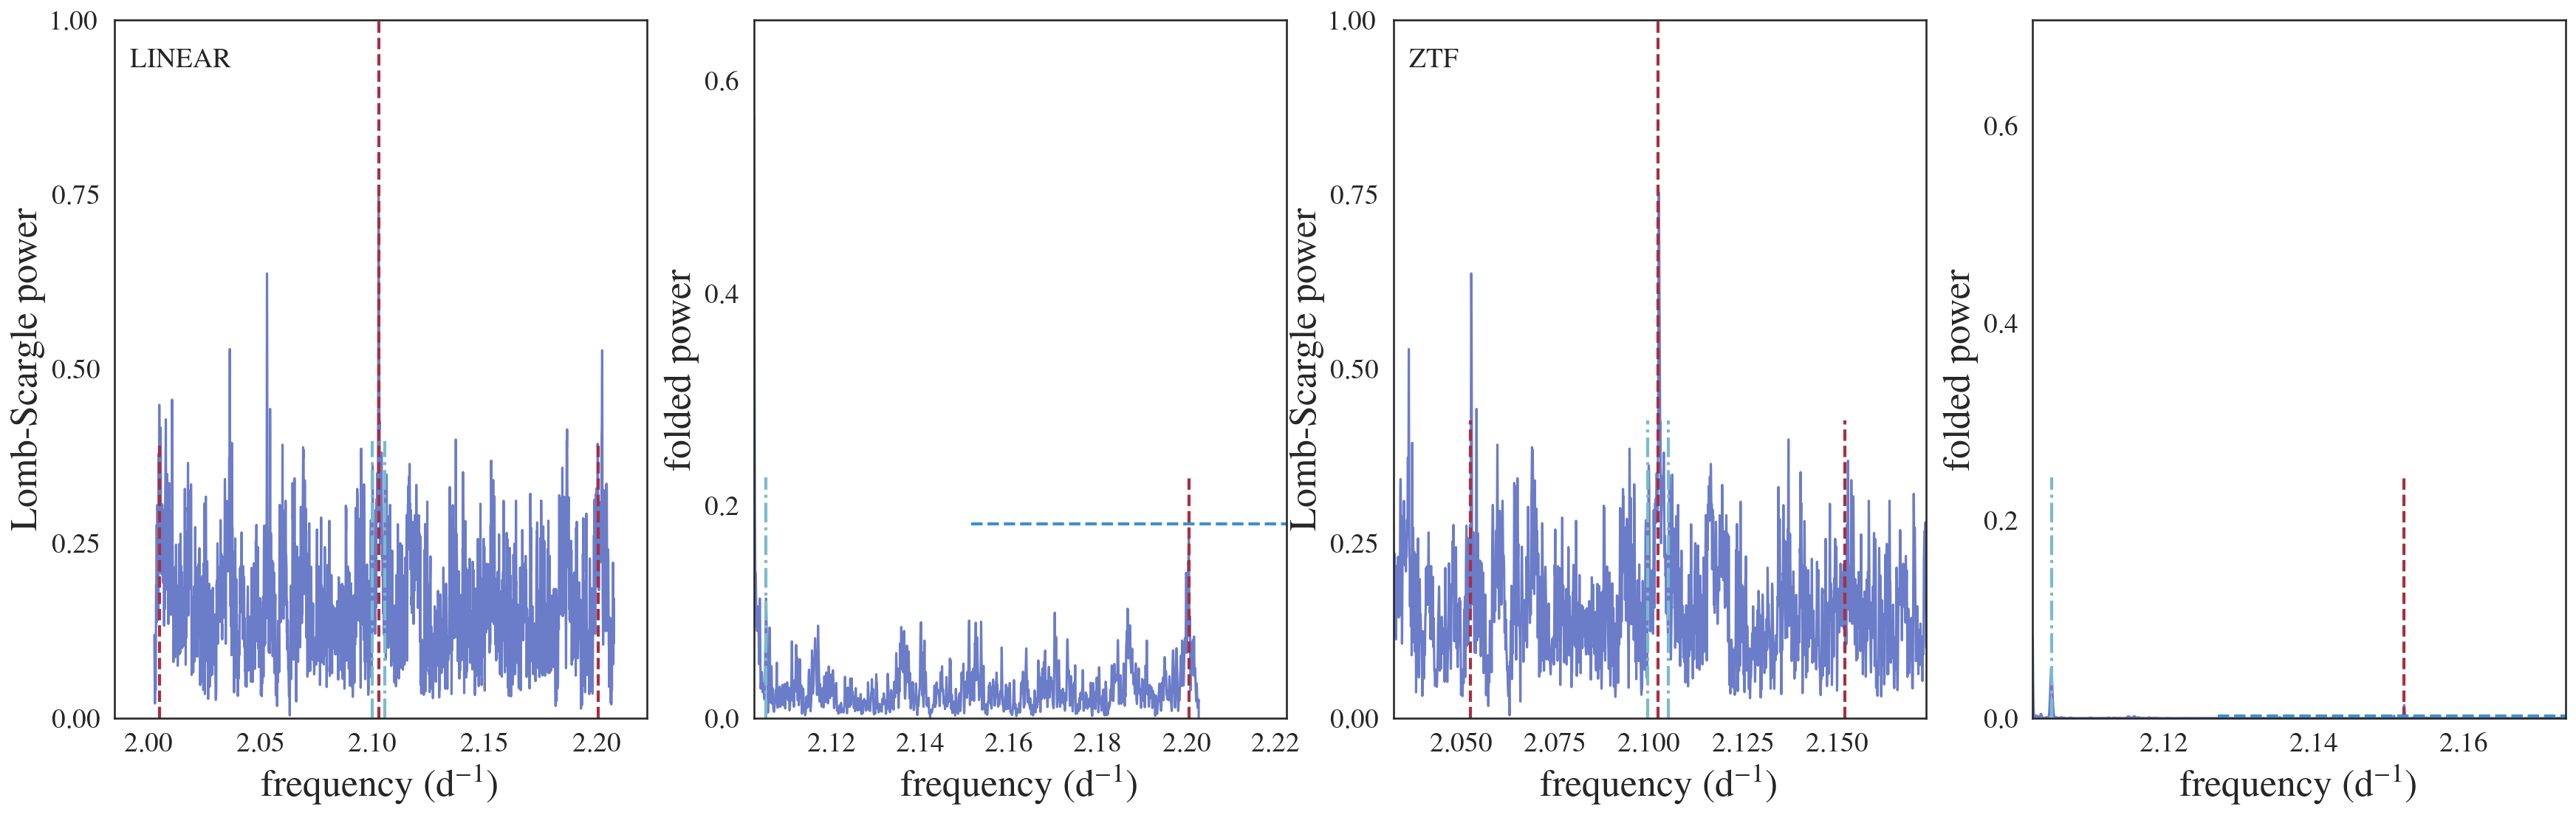 LINEAR
Lomb-Scargle power
1.00
0.75
0.50
0.25
0.00
2.00 2.05 2.10 2.15 2.20
frequency (d⁻¹)
folded power
0.6
0.4
0.2
0.0
2.12 2.14 2.16 2.18 2.20 2.22
frequency (d⁻¹)
ZTF
Lomb-Scargle power
1.00
0.75
0.50
0.25
0.00
2.050 2.075 2.100 2.125 2.150
frequency (d⁻¹)
folded power
0.6
0.4
0.2
0.0
2.12 2.14 2.16
frequency (d⁻¹)